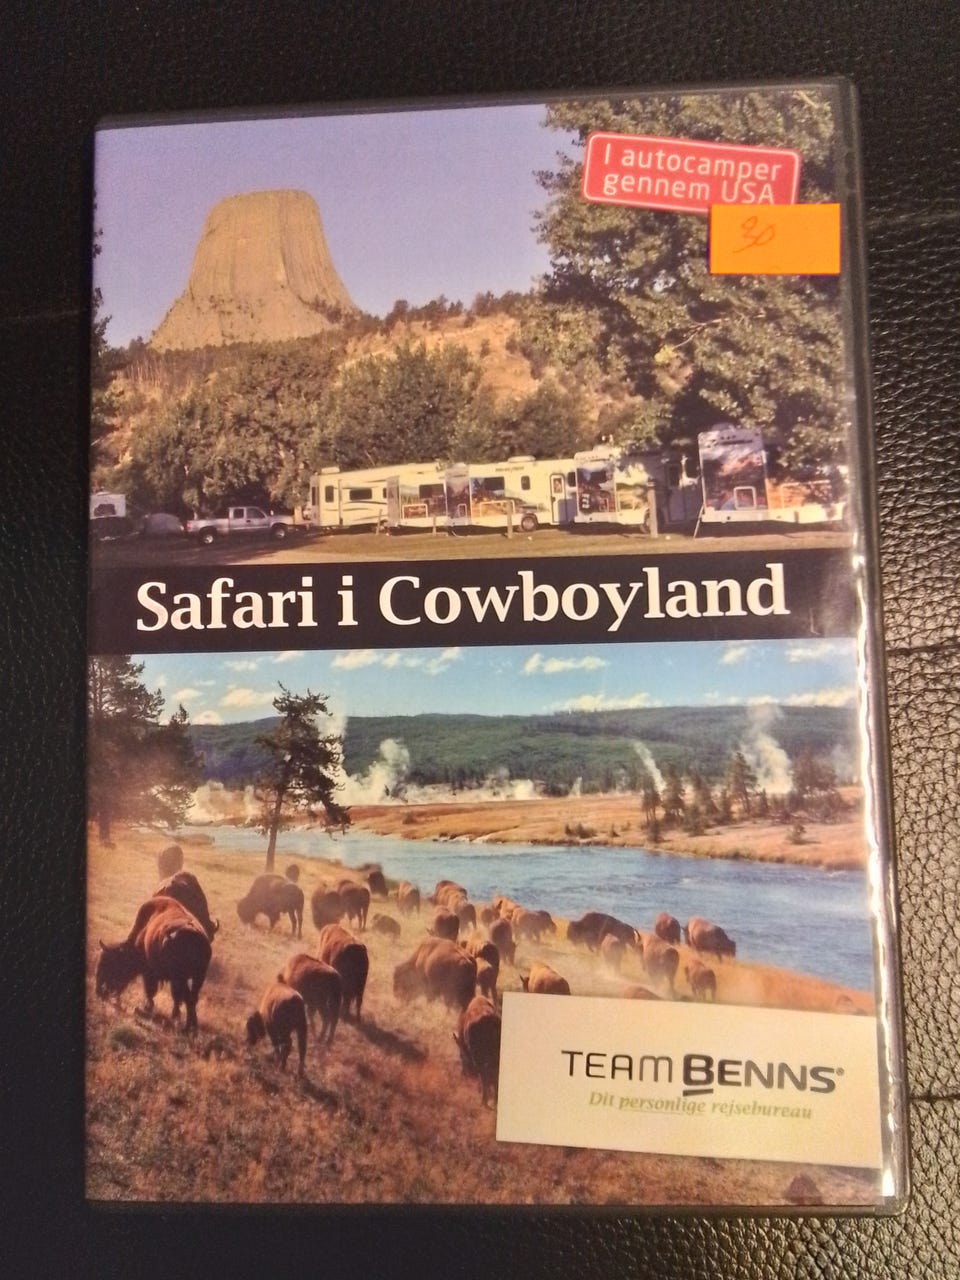 I autocamper
gennem USA
30
Safari i Cowboyland
TEAM BENNS®
Dit personlige rejsebureau